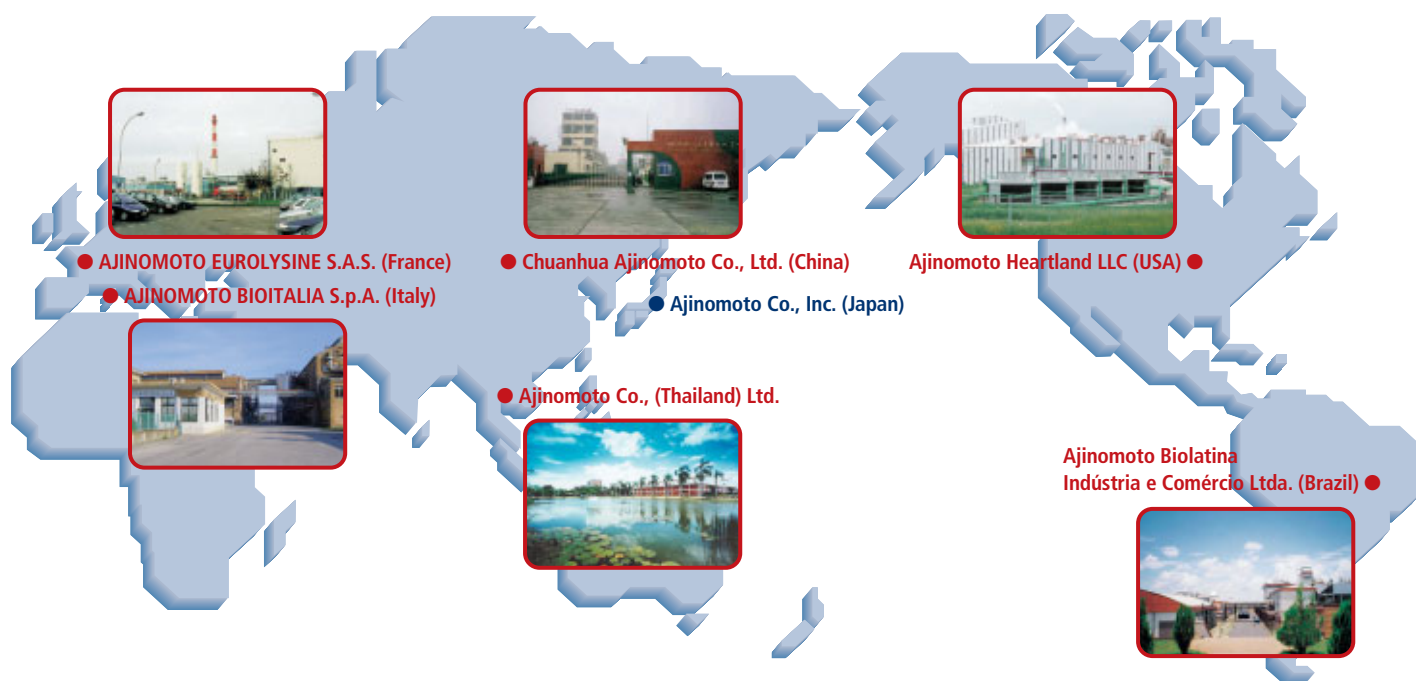 AJINOMOTO EUROLYSINE S.A.S. (France)
Chuanhua Ajinomoto Co., Ltd. (China)
Ajinomoto Heartland LLC (USA)
AJINOMOTO BIOITALIA S.p.A. (Italy)
Ajinomoto Co., Inc. (Japan)
Ajinomoto Co., (Thailand) Ltd.
Ajinomoto Biolatina
Indústria e Comércio Ltda. (Brazil)